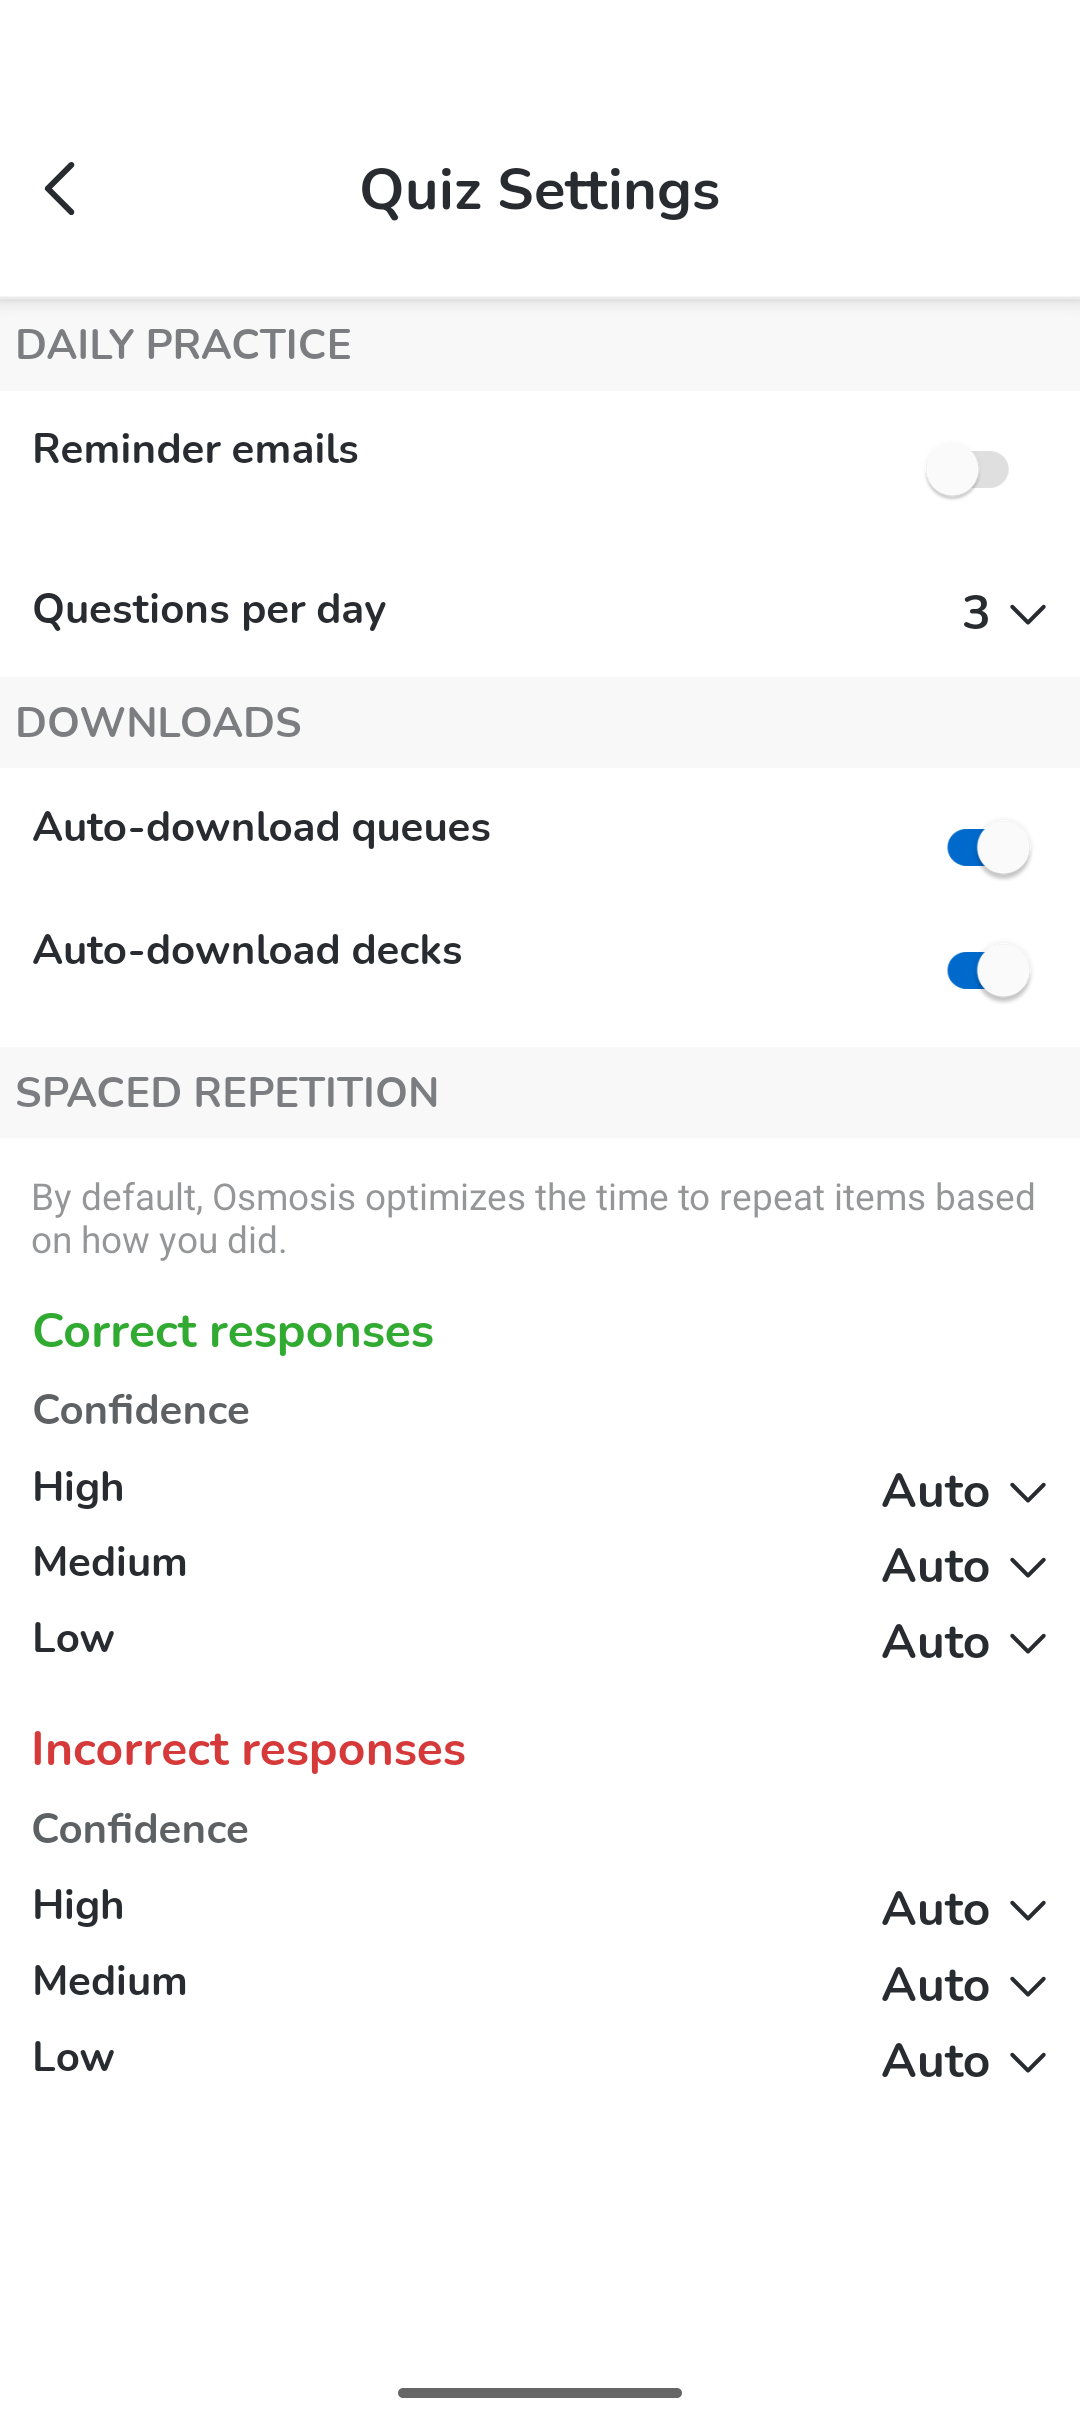 Quiz Settings
DAILY PRACTICE
Reminder emails
Questions per day 3
DOWNLOADS
Auto-download queues
Auto-download decks
SPACED REPETITION
By default, Osmosis optimizes the time to repeat items based
on how you did.
Correct responses
Confidence
High Auto
Medium Auto
Low Auto
Incorrect responses
Confidence
High Auto
Medium Auto
Low Auto